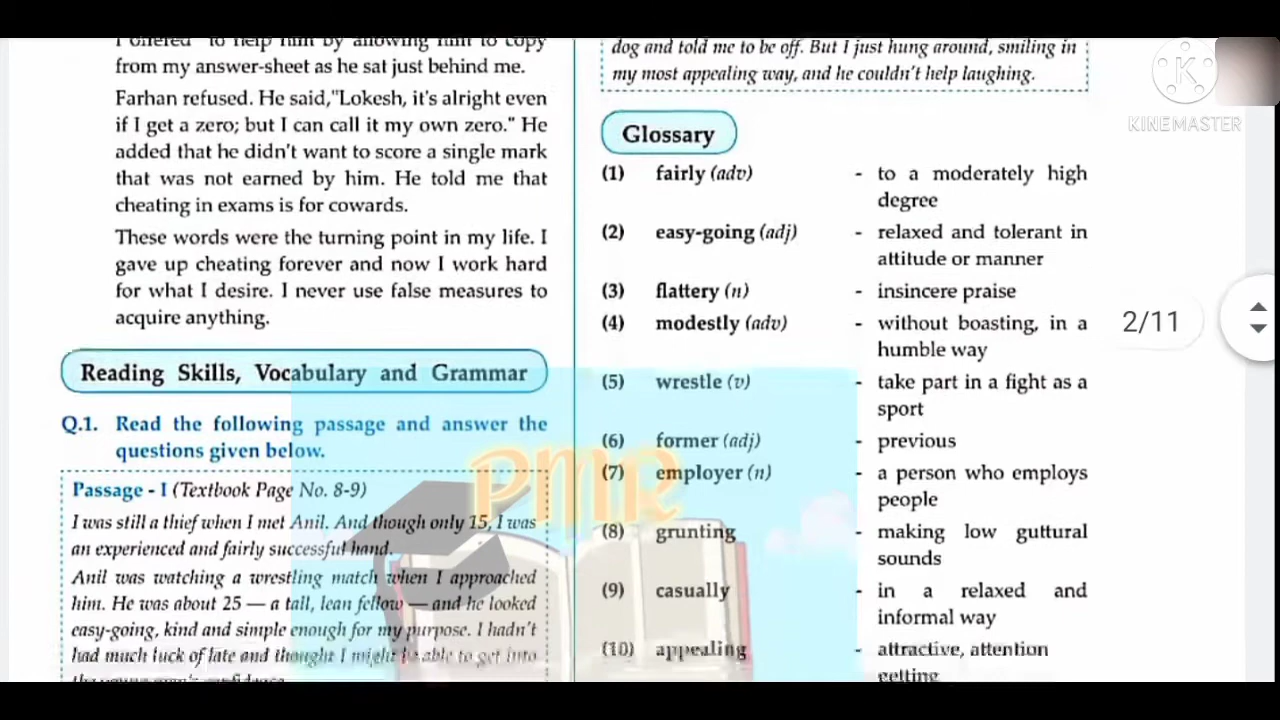 I offered to help him by allowing him to copy
from my answer-sheet as he sat just behind me.
Farhan refused. He said,"Lokesh, it's alright even
if I get a zero; but I can call it my own zero." He
added that he didn't want to score a single mark
that was not earned by him. He told me that
cheating in exams is for cowards.
These words were the turning point in my life. I
gave up cheating forever and now I work hard
for what I desire. I never use false measures to
acquire anything.
Reading Skills, Vocabulary and Grammar
Q.1. Read the following passage and answer the
questions given below.
Passage - I (Textbook Page No. 8-9)
I was still a thief when I met Anil. And though only 15, I was
an experienced and fairly successful hand.
Anil was watching a wrestling match when I approached
him. He was about 25 — a tall, lean fellow — and he looked
easy-going, kind and simple enough for my purpose. I hadn't
had much luck of late and thought I might be able to get into
dog and told me to be off. But I just hung around, smiling in
my most appealing way, and he couldn't help laughing.
Glossary
(1) fairly (adv) - to a moderately high
degree
(2) easy-going (adj) - relaxed and tolerant in
attitude or manner
(3) flattery (n) - insincere praise
(4) modestly (adv) - without boasting, in a
humble way
(5) wrestle (v) - take part in a fight as a
sport
(6) former (adj) - previous
(7) employer (n) - a person who employs
people
(8) grunting - making low guttural
sounds
(9) casually - in a relaxed and
informal way
(10) appealing - attractive, attention
getting
PMR
K
KINEMASTER
2/11